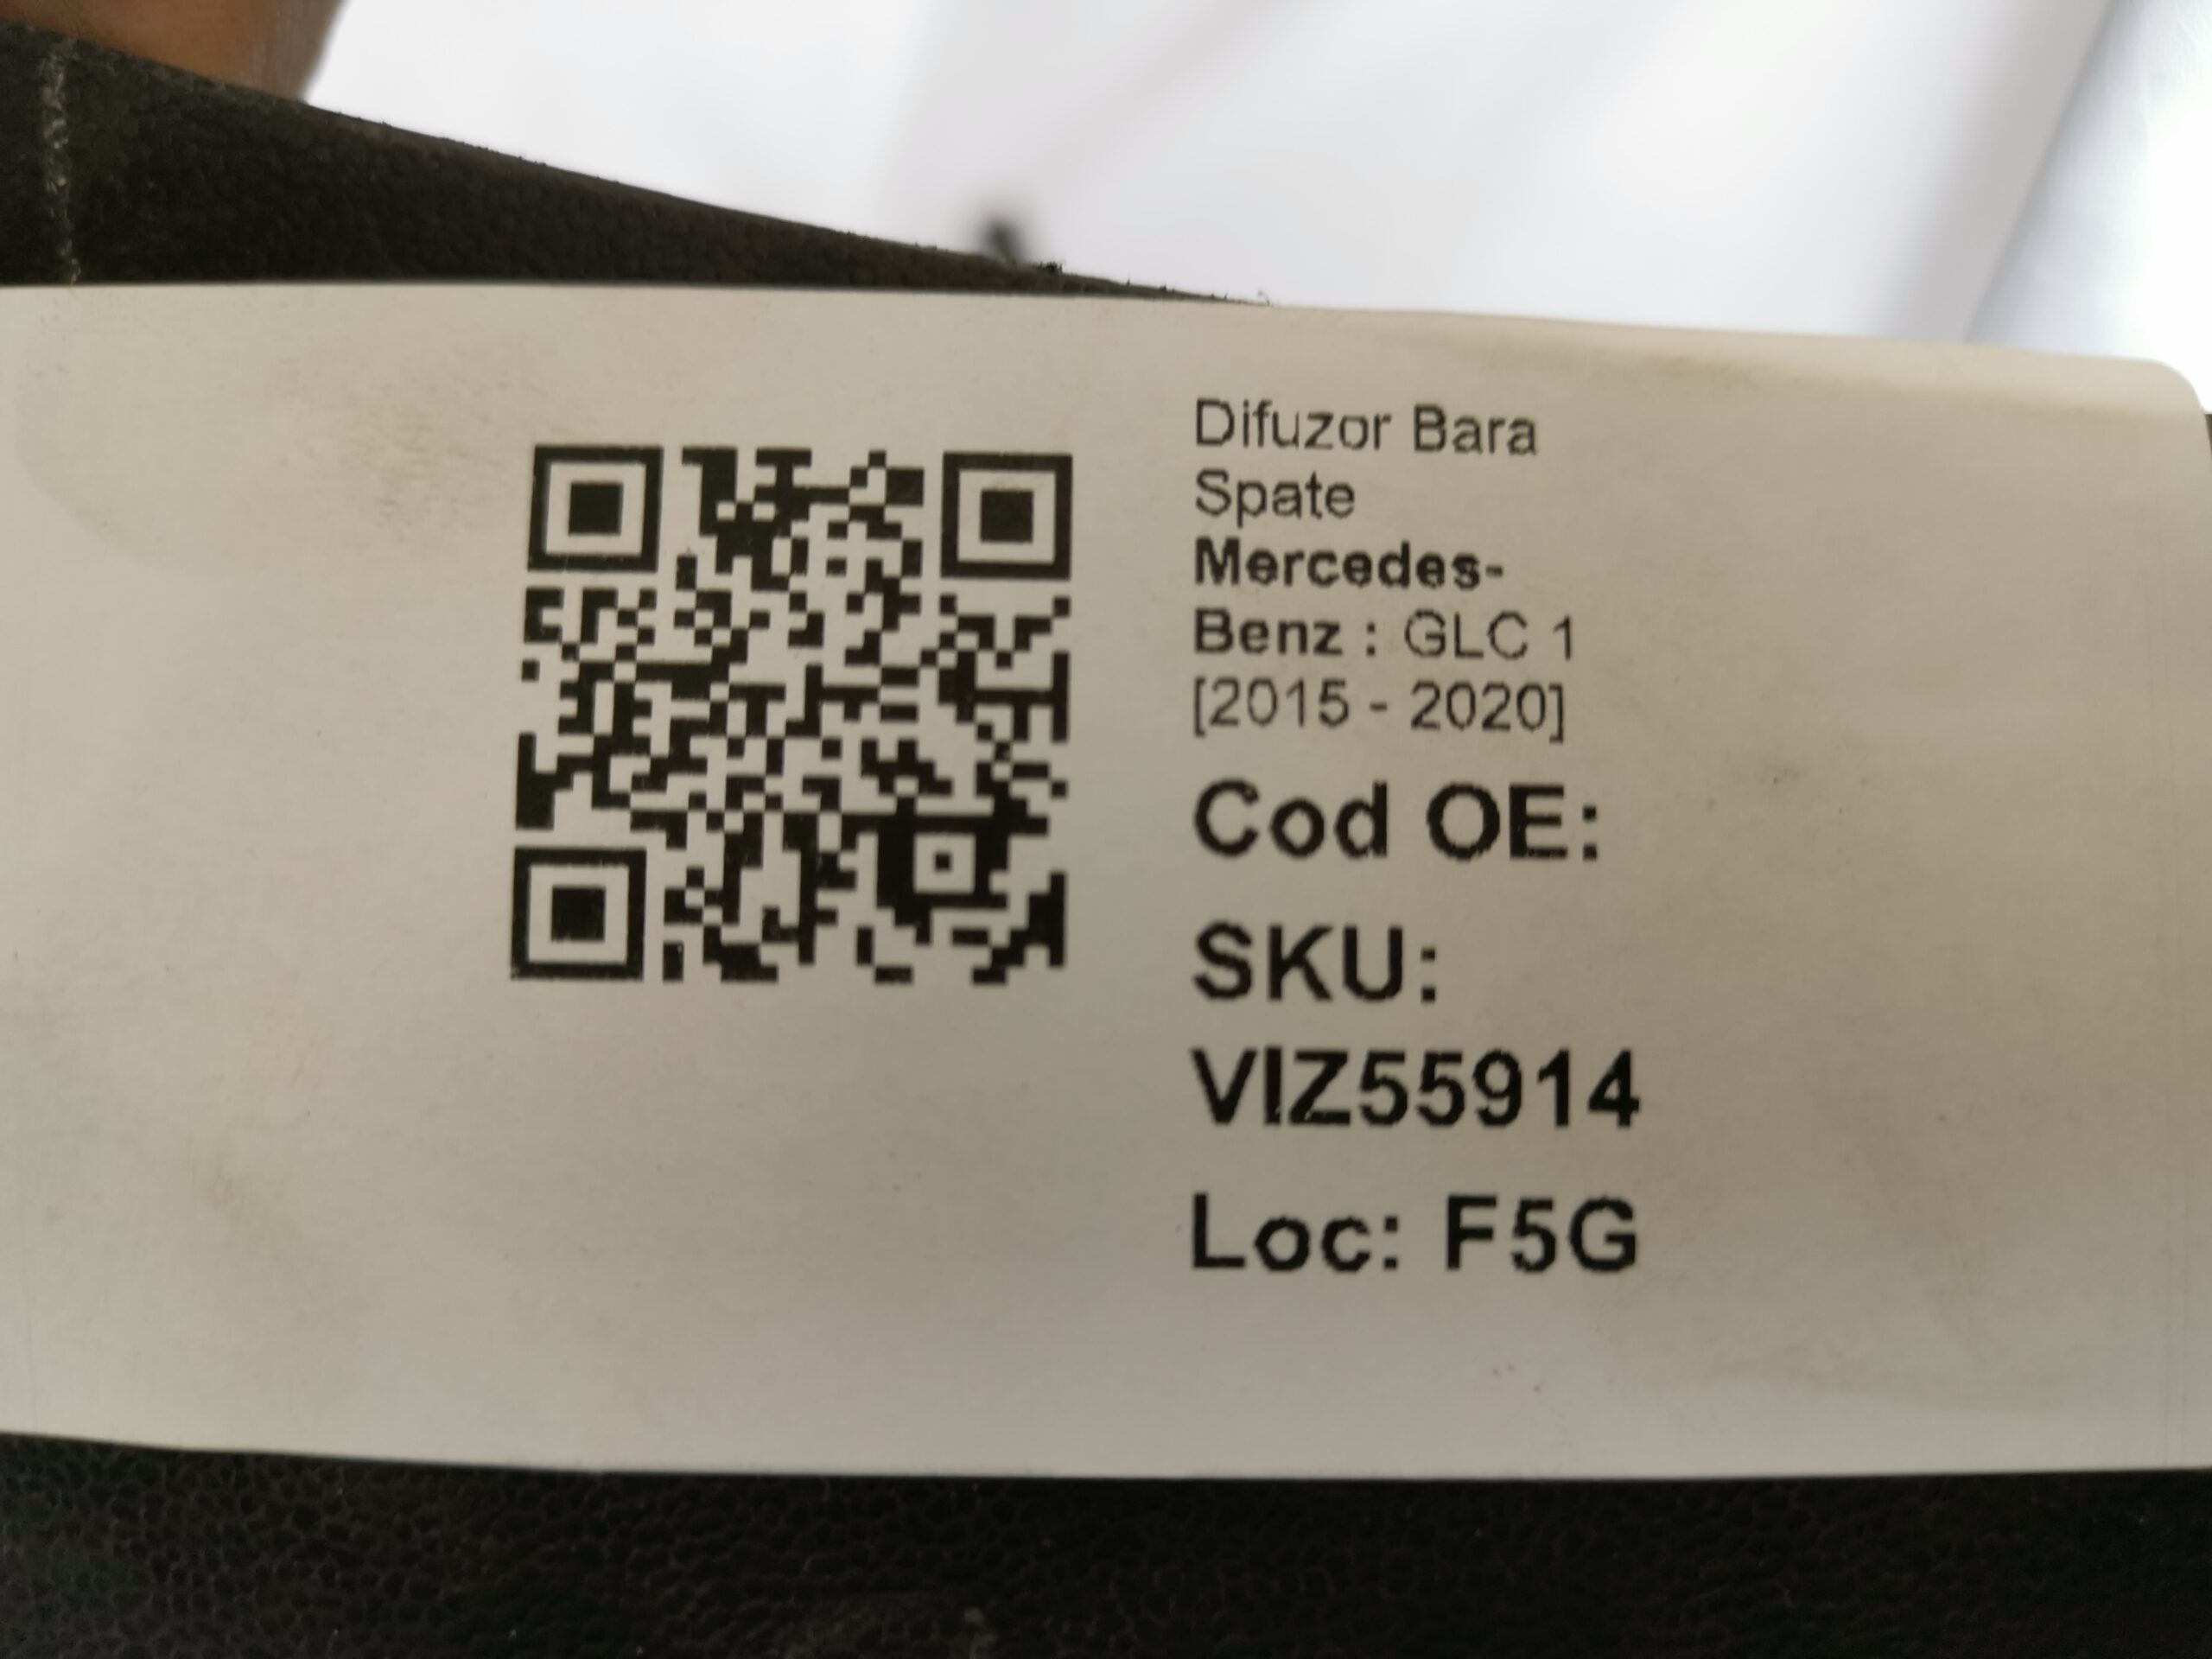 Difuzor Bara
Spate
Mercedes-
Benz : GLC 1
[2015 - 2020]
Cod OE:
SKU:
VIZ55914
Loc: F5G